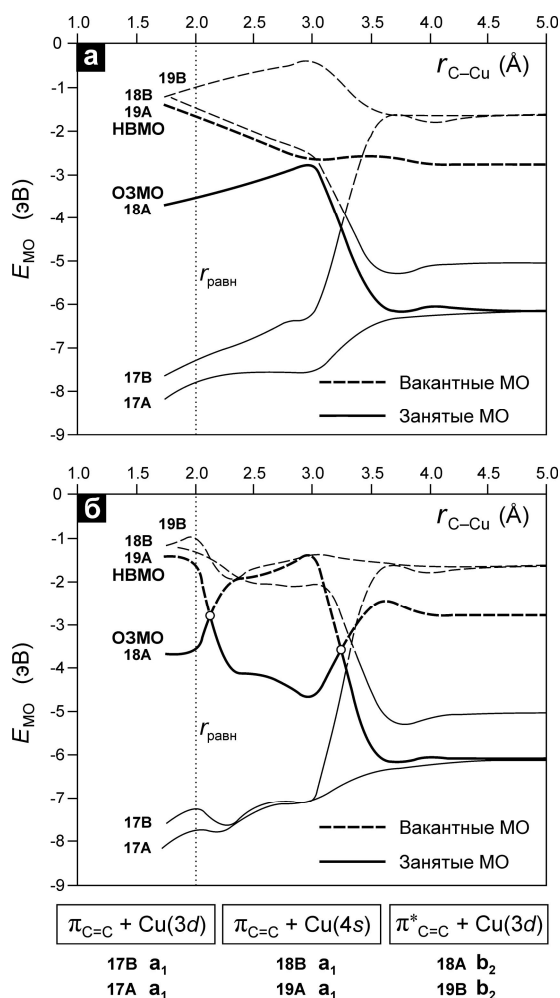 1.0 1.5 2.0 2.5 3.0 3.5 4.0 4.5 5.0
а
r C–Cu (Å)
0
-1
-2
-3
-4
-5
-6
-7
-8
-9
E МО (эВ)
19B
18B
19A
НВМО
ОЗМО
18A
r равн
17B
17A
Вакантные МО
Занятые МО
1.0 1.5 2.0 2.5 3.0 3.5 4.0 4.5 5.0
б
r C–Cu (Å)
0
-1
-2
-3
-4
-5
-6
-7
-8
-9
E МО (эВ)
19B
18B
19A
НВМО
ОЗМО
18A
r равн
17B
17A
Вакантные МО
Занятые МО
π C=C + Cu(3d) π C=C + Cu(4s) π* C=C + Cu(3d)
17B a₁ 18B a₁ 18A b₂
17A a₁ 19A a₁ 19B b₂